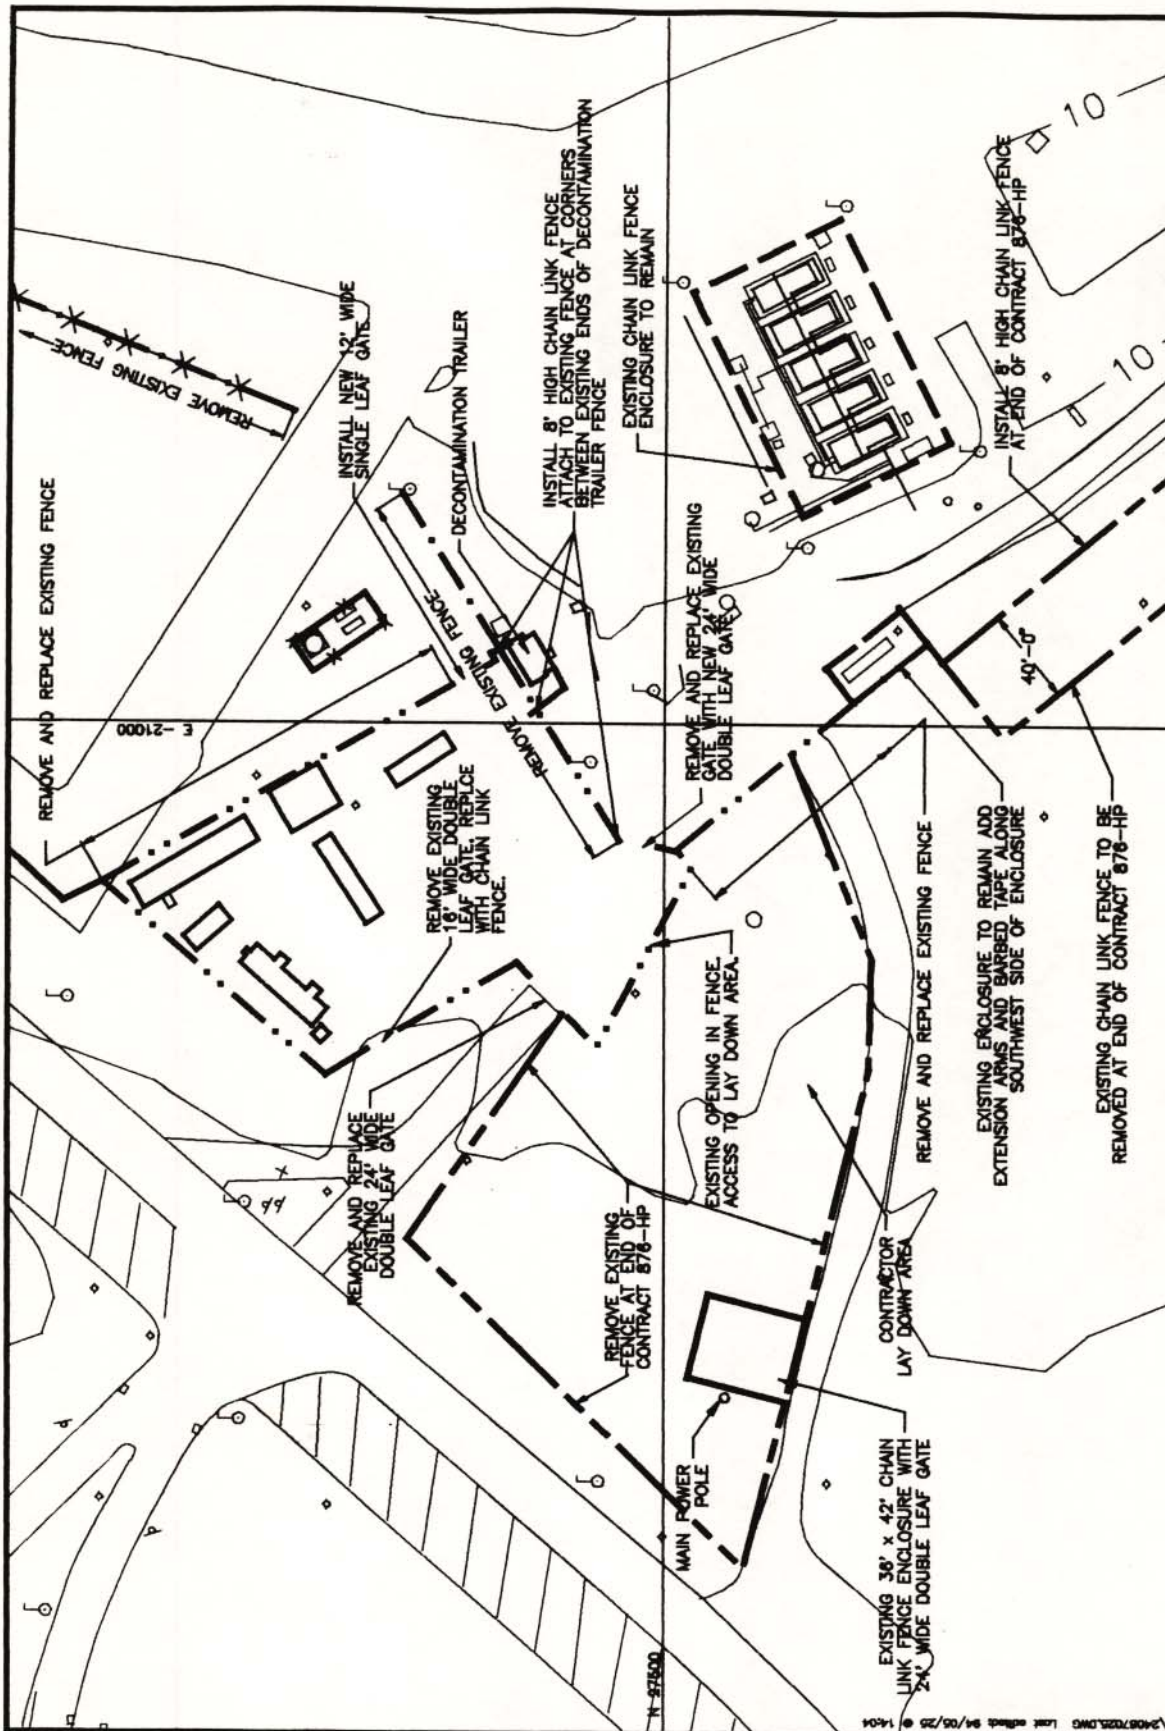 REMOVE AND REPLACE EXISTING FENCE
REMOVE EXISTING FENCE
INSTALL NEW 12' WIDE
SINGLE LEAF GATE.
DECONTAMINATION TRAILER
INSTALL 8' HIGH CHAIN LINK FENCE
ATTACH TO EXISTING FENCE AT CORNERS
BETWEEN EXISTING ENDS OF DECONTAMINATION
TRAILER FENCE
EXISTING CHAIN LINK FENCE
ENCLOSURE TO REMAIN
10
10
INSTALL 8' HIGH CHAIN LINK FENCE
AT END OF CONTRACT 876-HP
E -21000
REMOVE EXISTING FENCE
REMOVE EXISTING
16' WIDE DOUBLE
LEAF GATE. REPLCE
WITH CHAIN LINK
FENCE.
REMOVE AND REPLACE EXISTING
GATE WITH NEW 24' WIDE
DOUBLE LEAF GATE
40'-0"
REMOVE AND REPLACE
EXISTING 24' WIDE
DOUBLE LEAF GATE
EXISTING OPENING IN FENCE.
ACCESS TO LAY DOWN AREA.
REMOVE AND REPLACE EXISTING FENCE
EXISTING ENCLOSURE TO REMAIN ADD
EXTENSION ARMS AND BARBED TAPE ALONG
SOUTHWEST SIDE OF ENCLOSURE
EXISTING CHAIN LINK FENCE TO BE
REMOVED AT END OF CONTRACT 876-HP
REMOVE EXISTING
FENCE AT END OF
CONTRACT 876-HP
CONTRACTOR
LAY DOWN AREA
MAIN POWER
POLE
EXISTING 36' x 42' CHAIN
LINK FENCE ENCLOSURE WITH
24' WIDE DOUBLE LEAF GATE
N 97500
Last edited: 94/05/25 @ 14:04